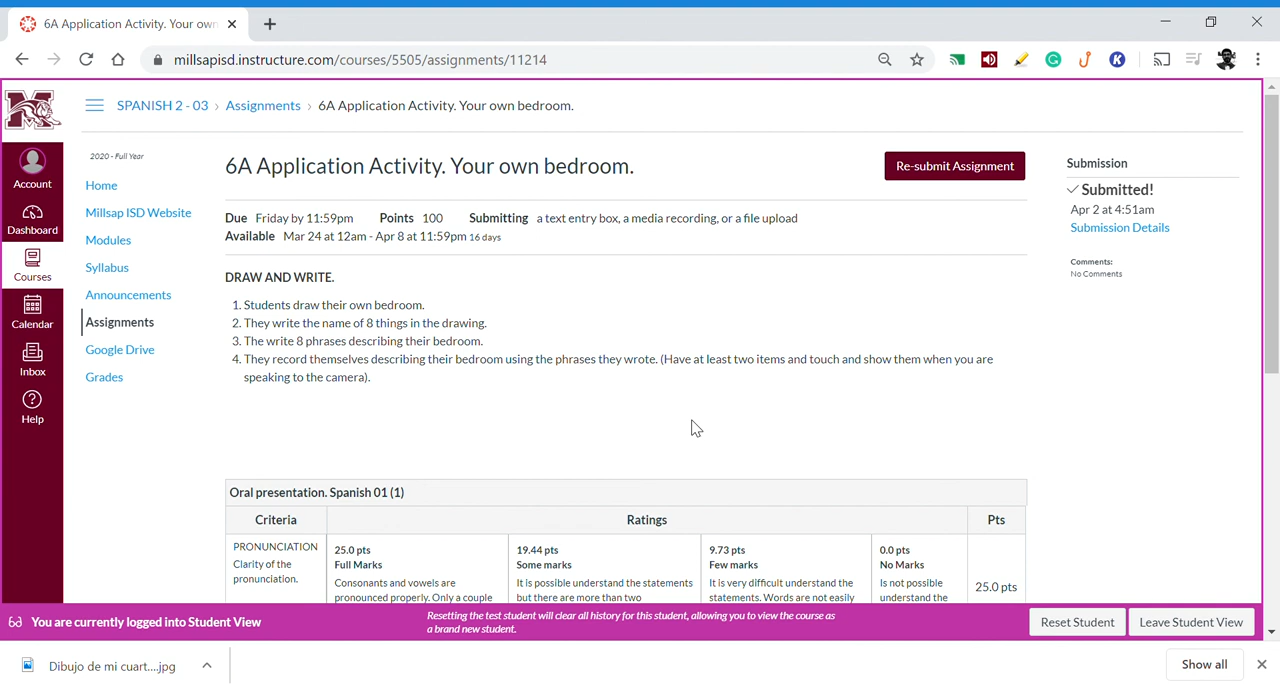 6A Application Activity. Your own
millsapisd.instructure.com/courses/5505/assignments/11214
SPANISH 2 - 03 › Assignments › 6A Application Activity. Your own bedroom.
Account
Dashboard
Courses
Calendar
Inbox
Help
2020 - Full Year
Home
Millsap ISD Website
Modules
Syllabus
Announcements
Assignments
Google Drive
Grades
6A Application Activity. Your own bedroom.
Re-submit Assignment
Due Friday by 11:59pm Points 100 Submitting a text entry box, a media recording, or a file upload
Available Mar 24 at 12am - Apr 8 at 11:59pm 16 days
DRAW AND WRITE.
1. Students draw their own bedroom.
2. They write the name of 8 things in the drawing.
3. The write 8 phrases describing their bedroom.
4. They record themselves describing their bedroom using the phrases they wrote. (Have at least two items and touch and show them when you are
speaking to the camera).
Submission
Submitted!
Apr 2 at 4:51am
Submission Details
Comments:
No Comments
Oral presentation. Spanish 01 (1)
Criteria Ratings Pts
PRONUNCIATION
Clarity of the
pronunciation.
25.0 pts
Full Marks
Consonants and vowels are
pronounced properly. Only a couple
19.44 pts
Some marks
It is possible understand the statements
but there are more than two
9.73 pts
Few marks
It is very difficult understand the
statements. Words are not easily
0.0 pts
No Marks
Is not possible
understand the
25.0 pts
You are currently logged into Student View
Resetting the test student will clear all history for this student, allowing you to view the course as
a brand new student.
Reset Student
Leave Student View
Dibujo de mi cuart....jpg
Show all